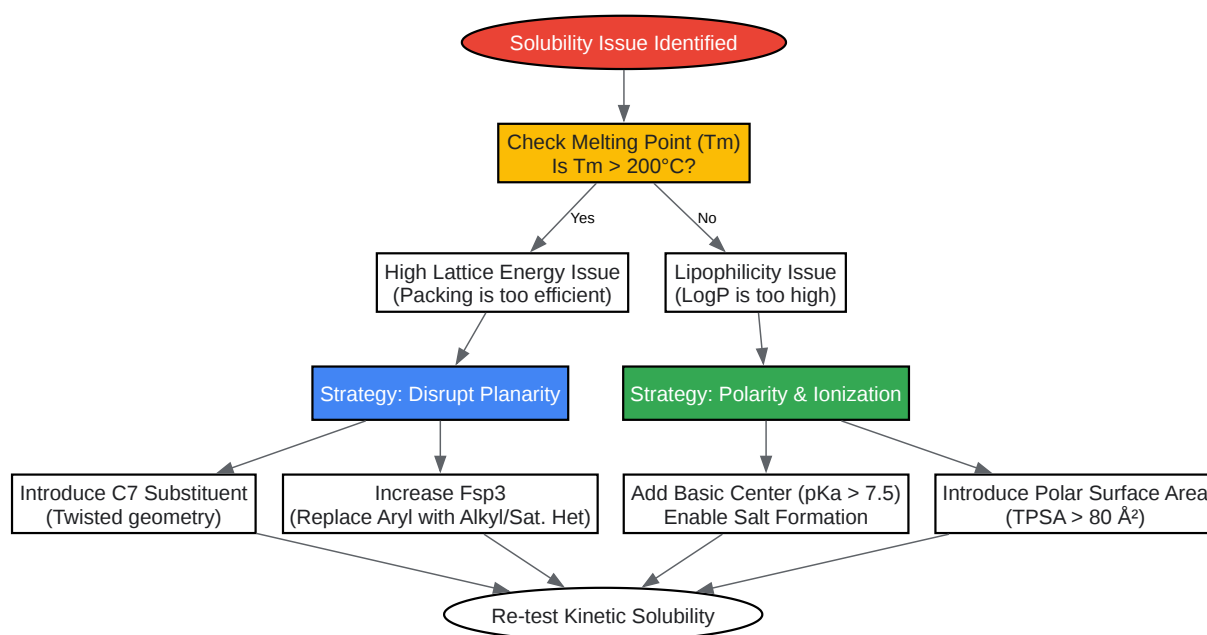 Solubility Issue Identified
Check Melting Point (Tm)
Is Tm > 200°C?
Yes
No
High Lattice Energy Issue
(Packing is too efficient)
Lipophilicity Issue
(LogP is too high)
Strategy: Disrupt Planarity
Strategy: Polarity & Ionization
Introduce C7 Substituent
(Twisted geometry)
Increase Fsp3
(Replace Aryl with Alkyl/Sat. Het)
Add Basic Center (pKa > 7.5)
Enable Salt Formation
Introduce Polar Surface Area
(TPSA > 80 Å²)
Re-test Kinetic Solubility